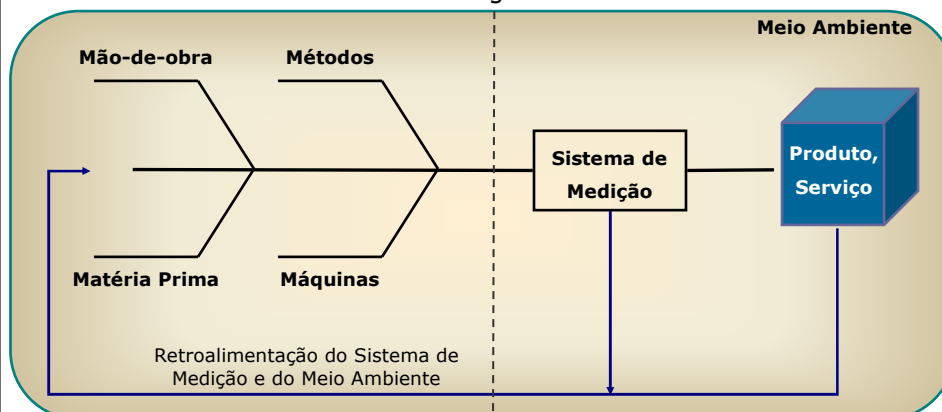 Meio Ambiente
Mão-de-obra
Métodos
Sistema de
Medição
Produto,
Serviço
Matéria Prima
Máquinas
Retroalimentação do Sistema de
Medição e do Meio Ambiente